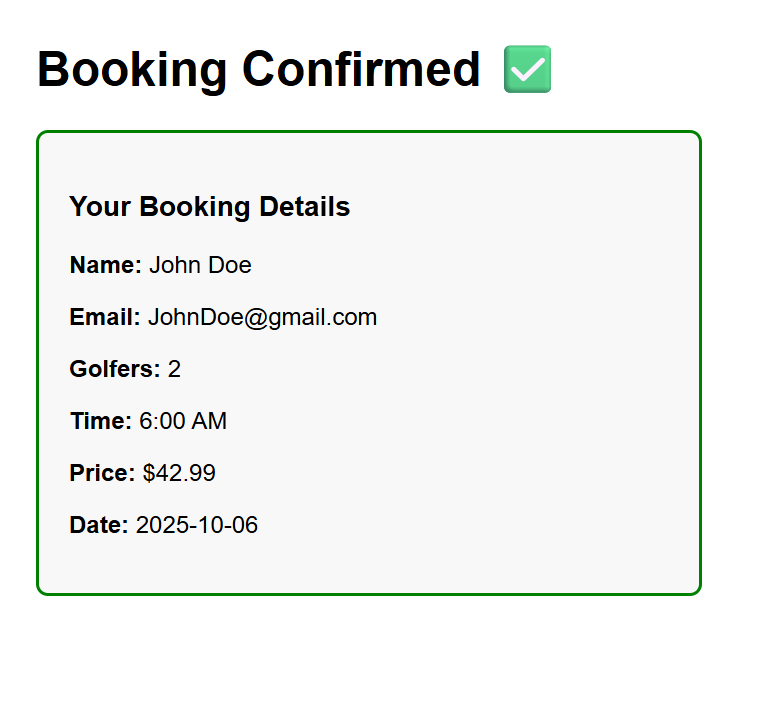 Booking Confirmed ✅
Your Booking Details
Name: John Doe
Email: JohnDoe@gmail.com
Golfers: 2
Time: 6:00 AM
Price: $42.99
Date: 2025-10-06